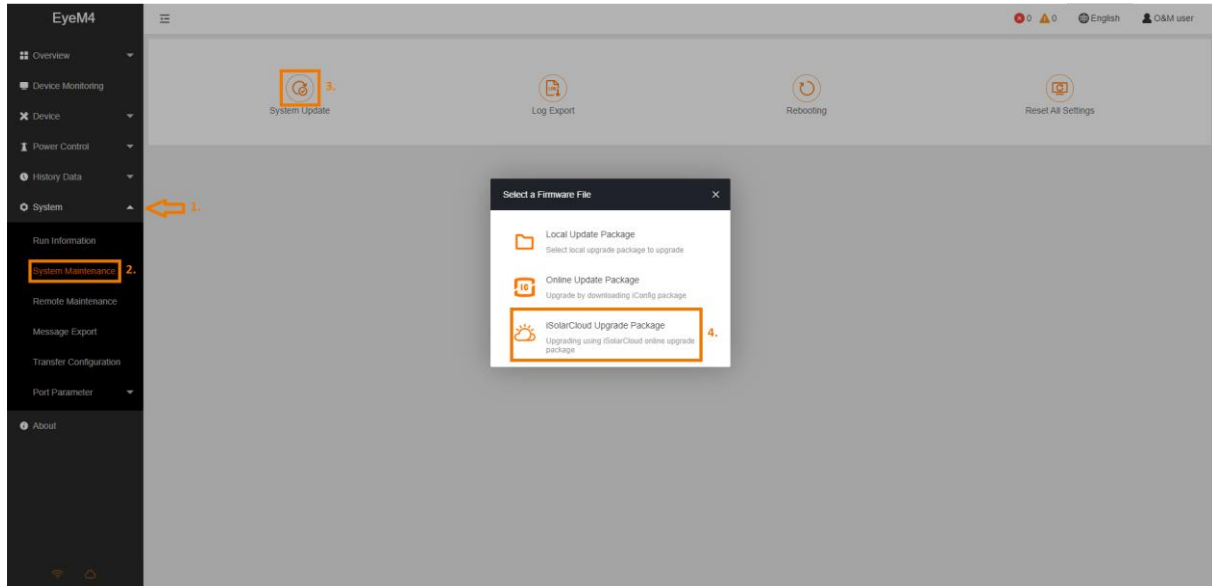 EyeM4
0
0
English
O&M user
Overview
Device Monitoring
Device
Power Control
History Data
System
1.
Run Information
System Maintenance
2.
Remote Maintenance
Message Export
Transfer Configuration
Port Parameter
About
3.
System Update
LOG
Log Export
Rebooting
Reset All Settings
Select a Firmware File
Local Update Package
Select local upgrade package to upgrade
Online Update Package
Upgrade by downloading iConfig package
iSolarCloud Upgrade Package
Upgrading using iSolarCloud online upgrade
package
4.